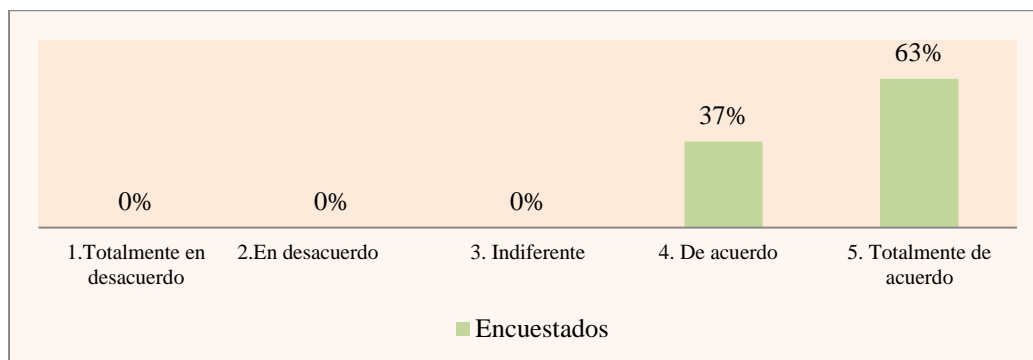 63%
37%
0%
0%
0%
1.Totalmente en
desacuerdo
2.En desacuerdo
3. Indiferente
4. De acuerdo
5. Totalmente de
acuerdo
Encuestados